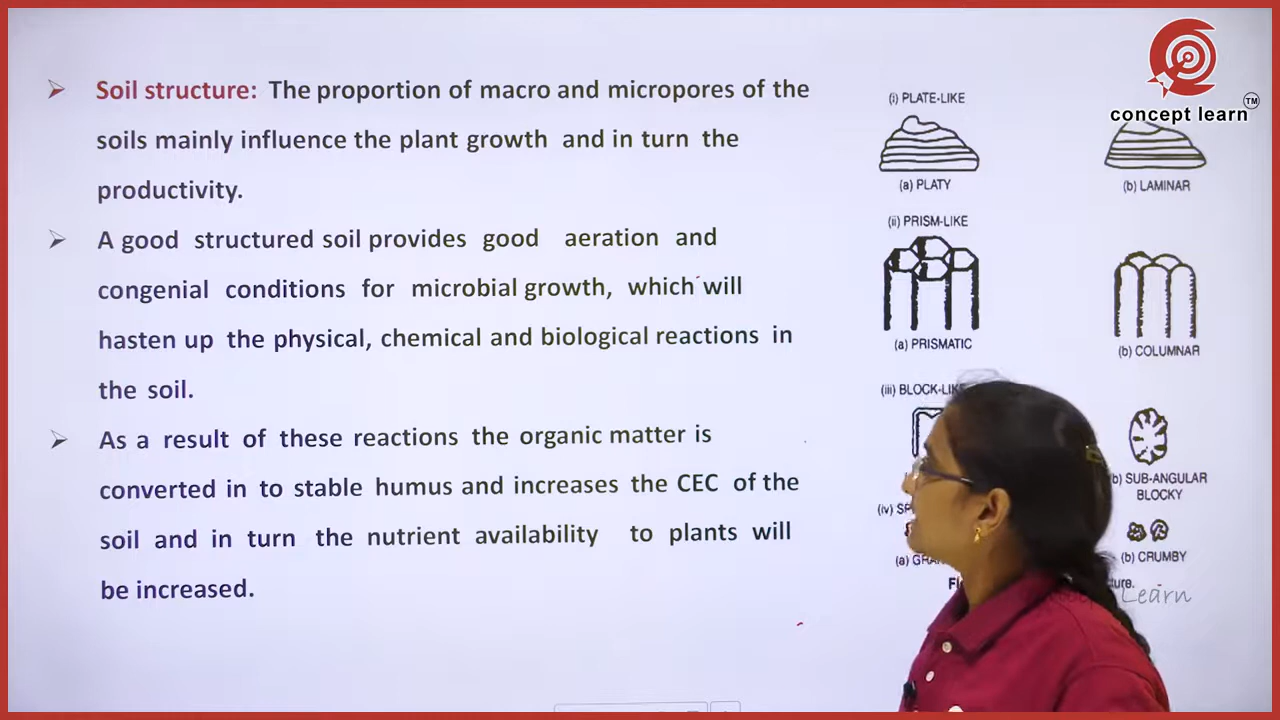 Soil structure: The proportion of macro and micropores of the
soils mainly influence the plant growth and in turn the
productivity.
A good structured soil provides good aeration and
congenial conditions for microbial growth, which will
hasten up the physical, chemical and biological reactions in
the soil.
As a result of these reactions the organic matter is
converted in to stable humus and increases the CEC of the
soil and in turn the nutrient availability to plants will
be increased.
concept learn TM
(i) PLATE-LIKE
(a) PLATY
(b) LAMINAR
(ii) PRISM-LIKE
(a) PRISMATIC
(b) COLUMNAR
(iii)
b) SUB-ANGULAR
BLOCKY
(iv)
(a)
(b) CRUMBY
Learn